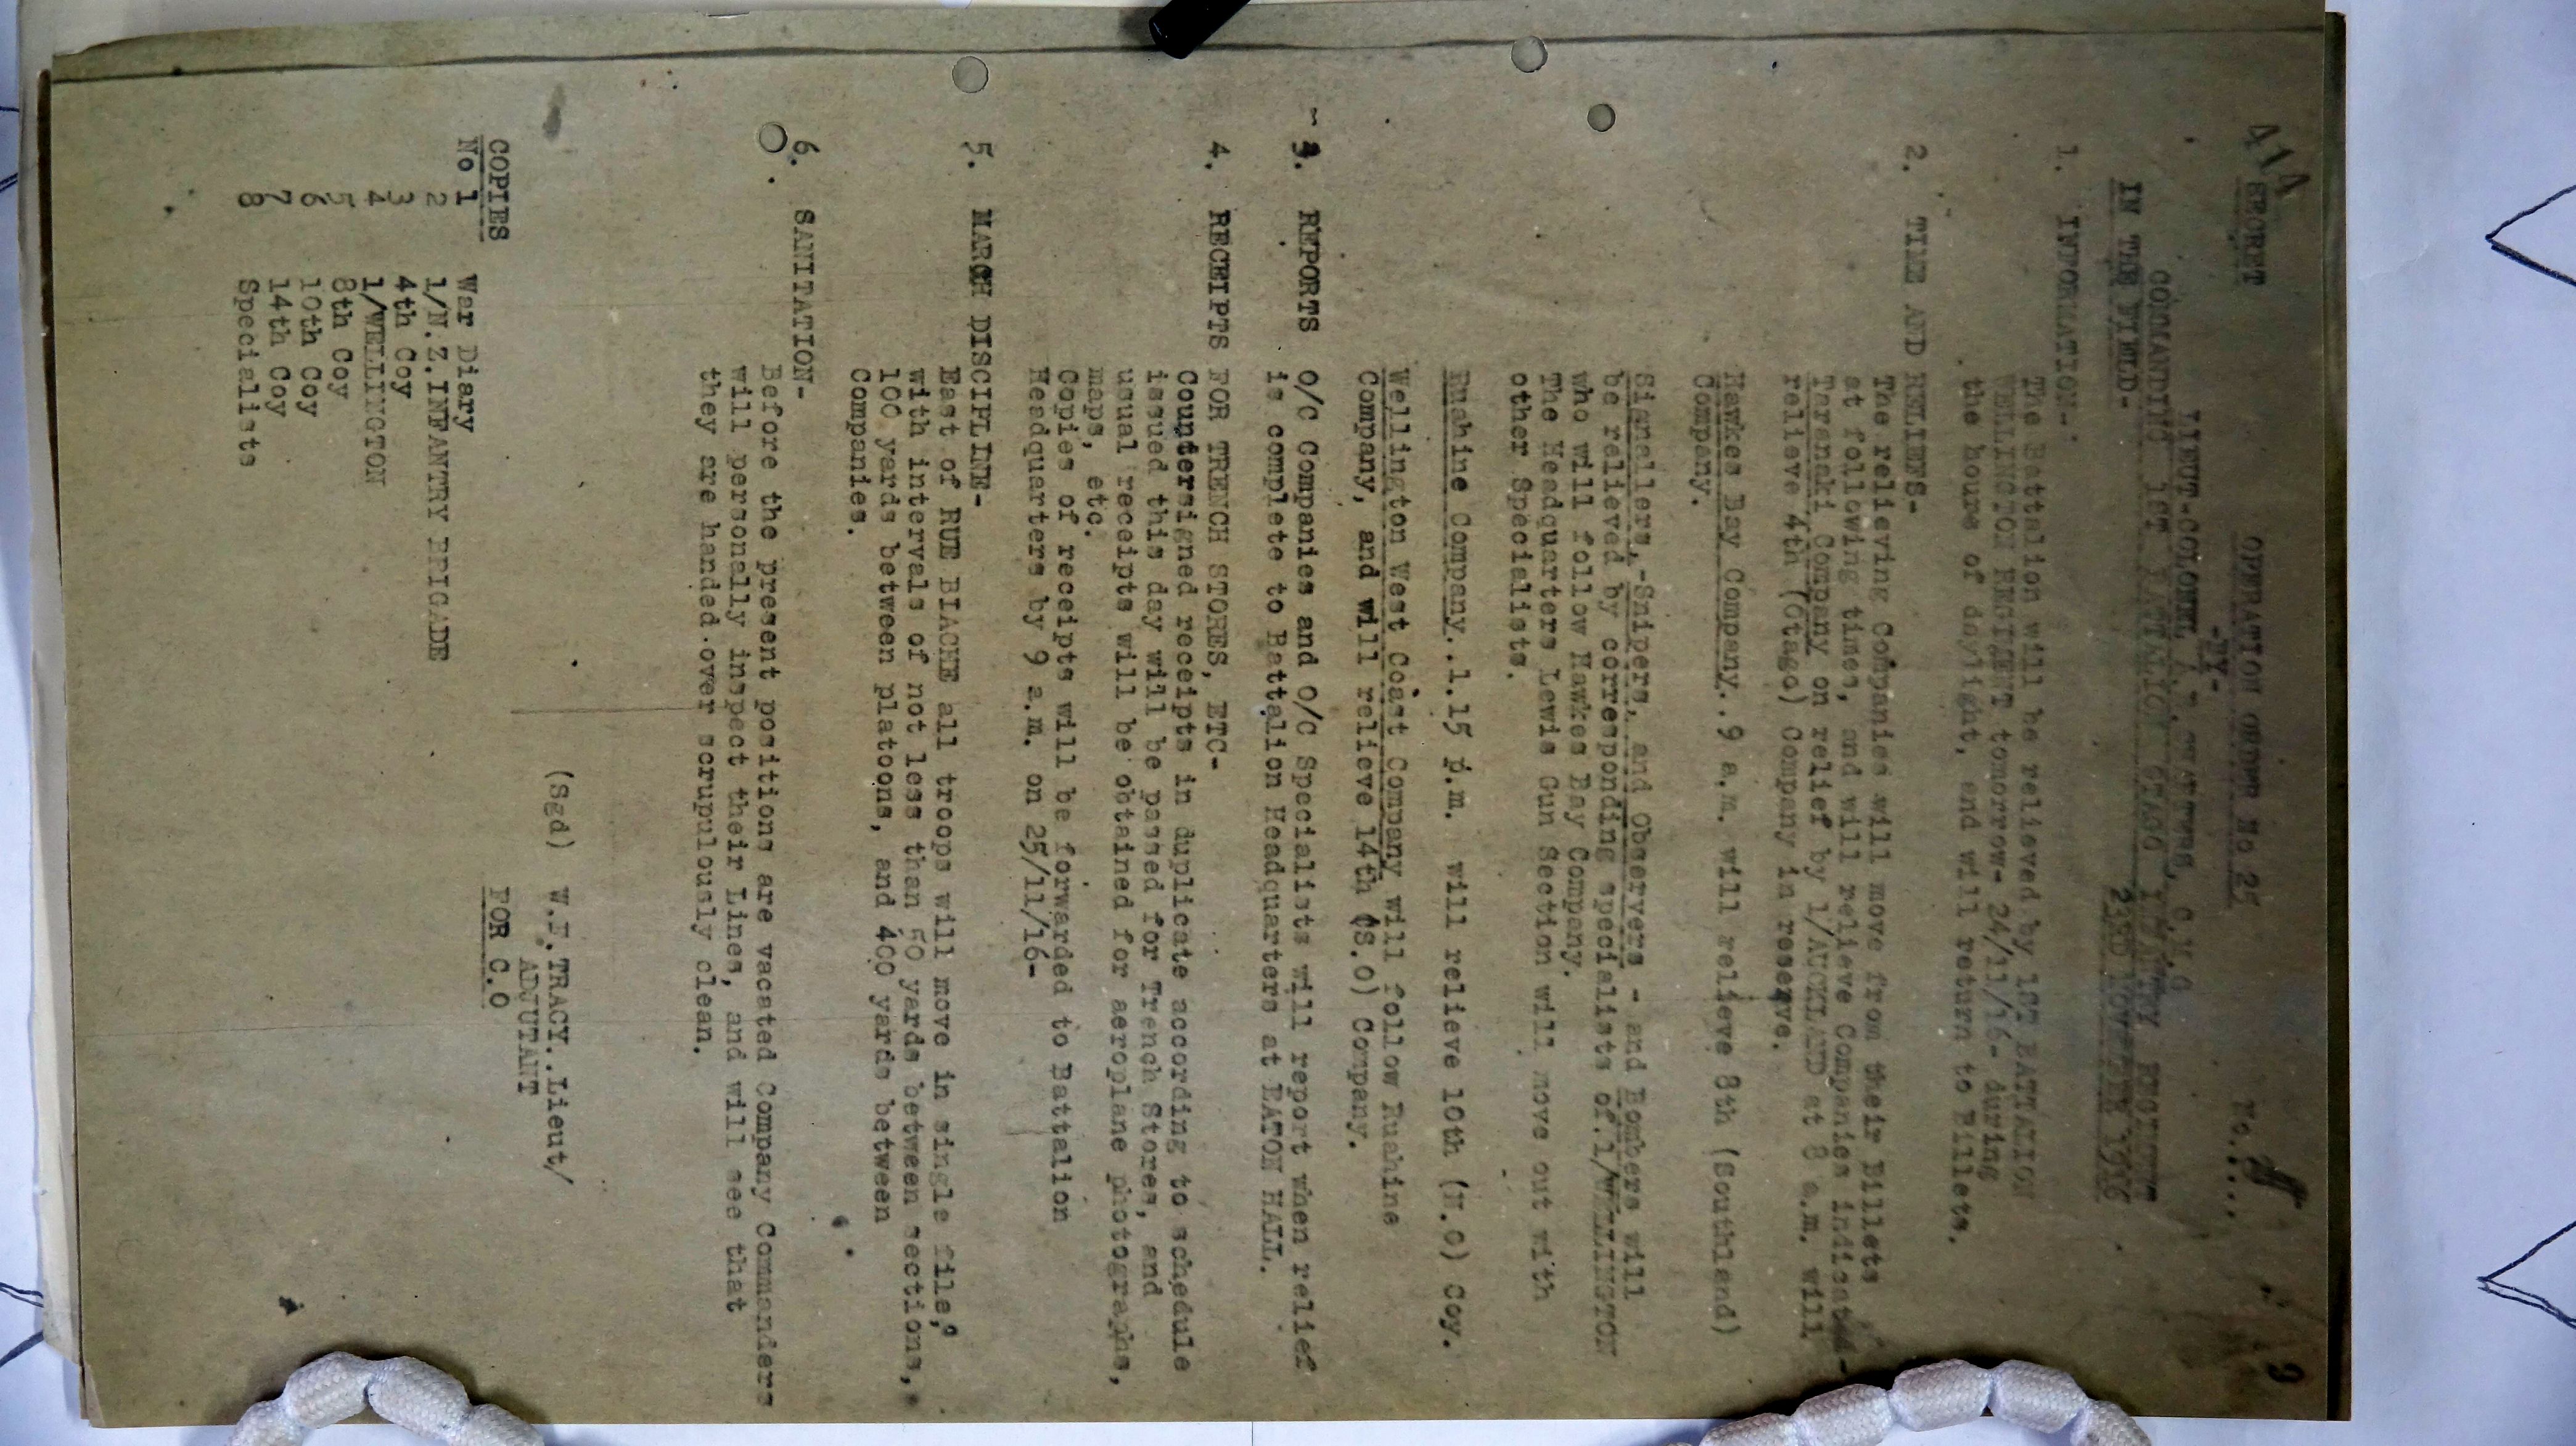 414
9
SECRET
OPERATION ORDER No 25 No.....
-BY-
LIEUT-COLONEL A. CHARTERS, C.M.G
COMMANDING 1ST BATTALION OTAGO INFANTRY REGIMENT
IN THE FIELD- 23RD NOVEMBER 1916
1. INFORMATION-
The Battalion will be relieved by 1ST BATTALION
WELLINGTON REGIMENT tomorrow- 24/11/16- during
the hours of daylight, and will return to Billets.
2. TIME AND RELIEFS-
The relieving Companies will move from their Billets
at following times, and will relieve Companies indicated-
Taranaki Company on relief by 1/AUCKLAND at 8 a.m. will
relieve 4th (Otago) Company in reserve.
Hawkes Bay Company..9 a.m. will relieve 8th (Southland)
Company.
Signallers,-Snipers, and Observers - and Bombers will
be relieved by corresponding specialists of 1/WELLINGTON
who will follow Hawkes Bay Company.
The Headquarters Lewis Gun Section will move out with
other Specialists.
Ruahine Company..1.15 p.m. will relieve 10th (N.O) Coy.
Wellington West Coast Company will follow Ruahine
Company, and will relieve 14th (S.O) Company.
3. REPORTS O/C Companies and O/C Specialists will report when relief
is complete to Battalion Headquarters at EATON HALL.
4. RECEIPTS FOR TRENCH STORES, ETC-
Countersigned receipts in duplicate according to schedule
issued this day will be passed for Trench Stores, and
usual receipts will be obtained for aeroplane photographs,
maps, etc.
Copies of receipts will be forwarded to Battalion
Headquarters by 9 a.m. on 25/11/16-
5. MARCH DISCIPLINE-
East of RUE BIACHE all troops will move in single file,
with intervals of not less than 50 yards between sections,
100 yards between platoons, and 400 yards between
Companies.
6. SANITATION-
Before the present positions are vacated Company Commanders
will personally inspect their Lines, and will see that
they are handed over scrupulously clean.
(Sgd) W.F.TRACY..Lieut/
ADJUTANT
FOR C.O
COPIES
No 1 War Diary
2 1/N.Z.INFANTRY BRIGADE
3 4th Coy
4 1/WELLINGTON
5 8th Coy
6 10th Coy
7 14th Coy
8 Specialists